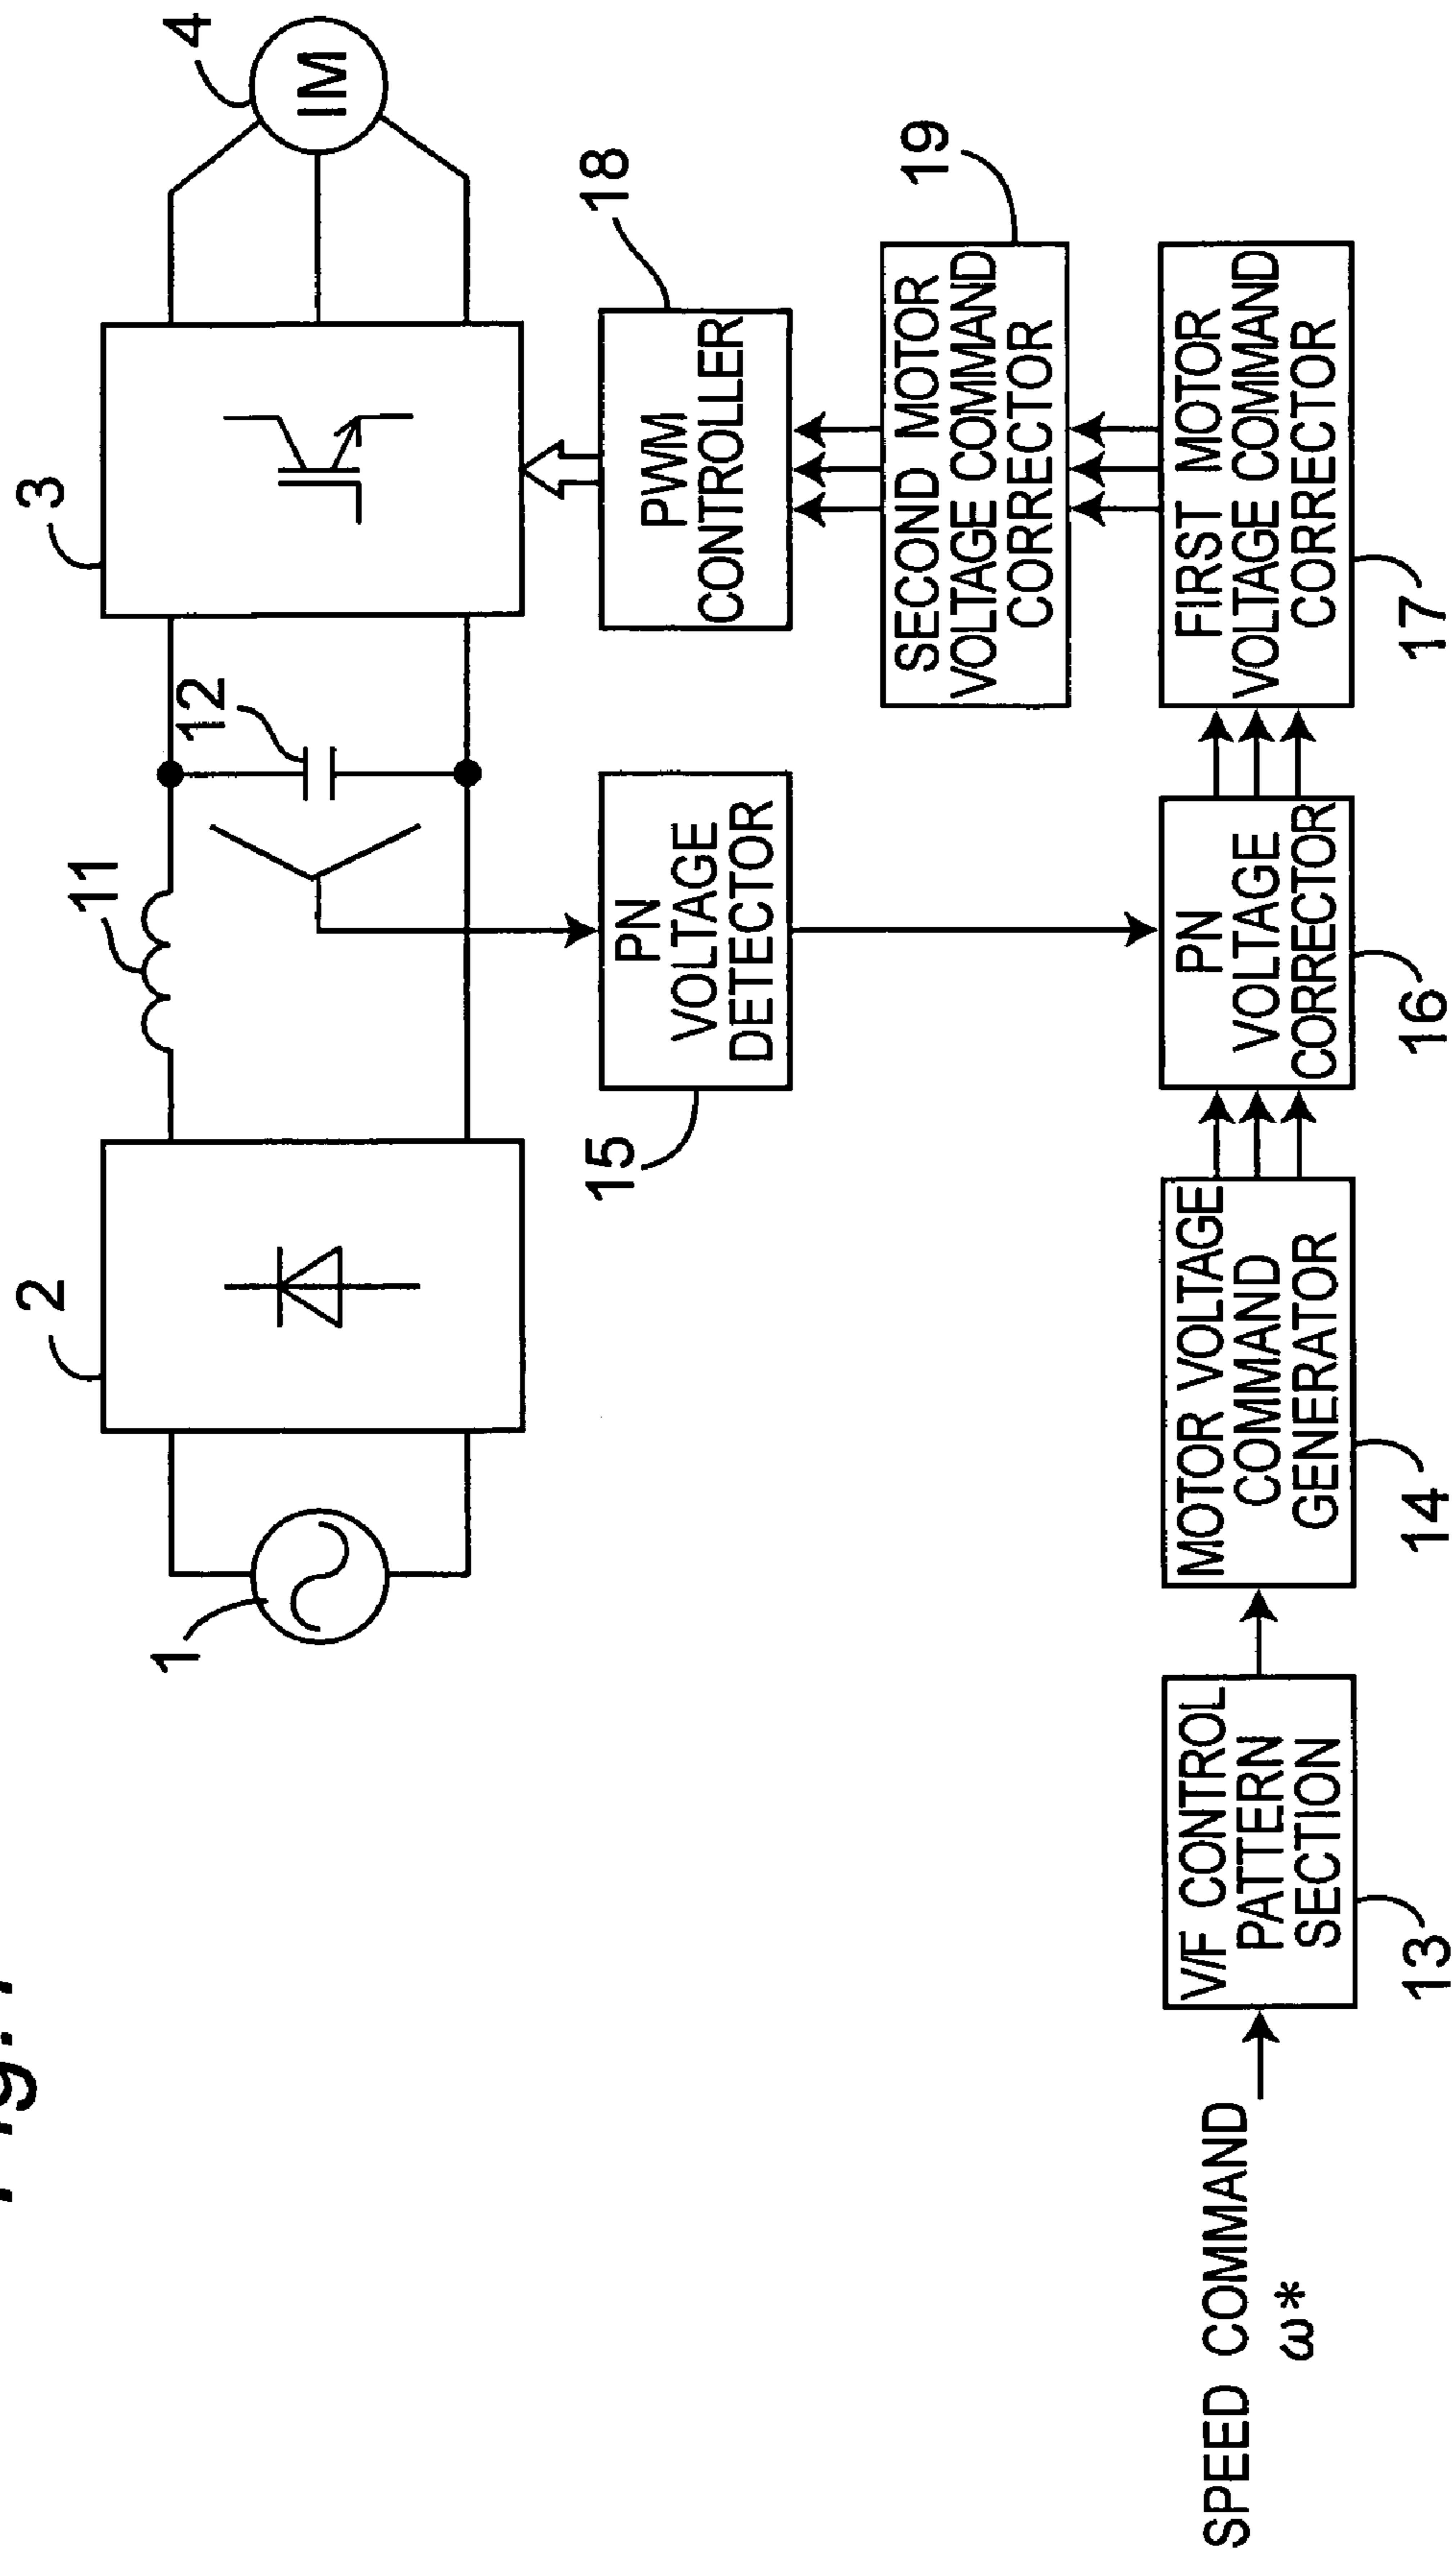 1
2
11
12
3
4
IM
15
PN
VOLTAGE
DETECTOR
18
PWM
CONTROLLER
19
SECOND MOTOR
VOLTAGE COMMAND
CORRECTOR
SPEED COMMAND
ω*
V/F CONTROL
PATTERN
SECTION
13
MOTOR VOLTAGE
COMMAND
GENERATOR
14
PN
VOLTAGE
CORRECTOR
16
FIRST MOTOR
VOLTAGE COMMAND
CORRECTOR
17